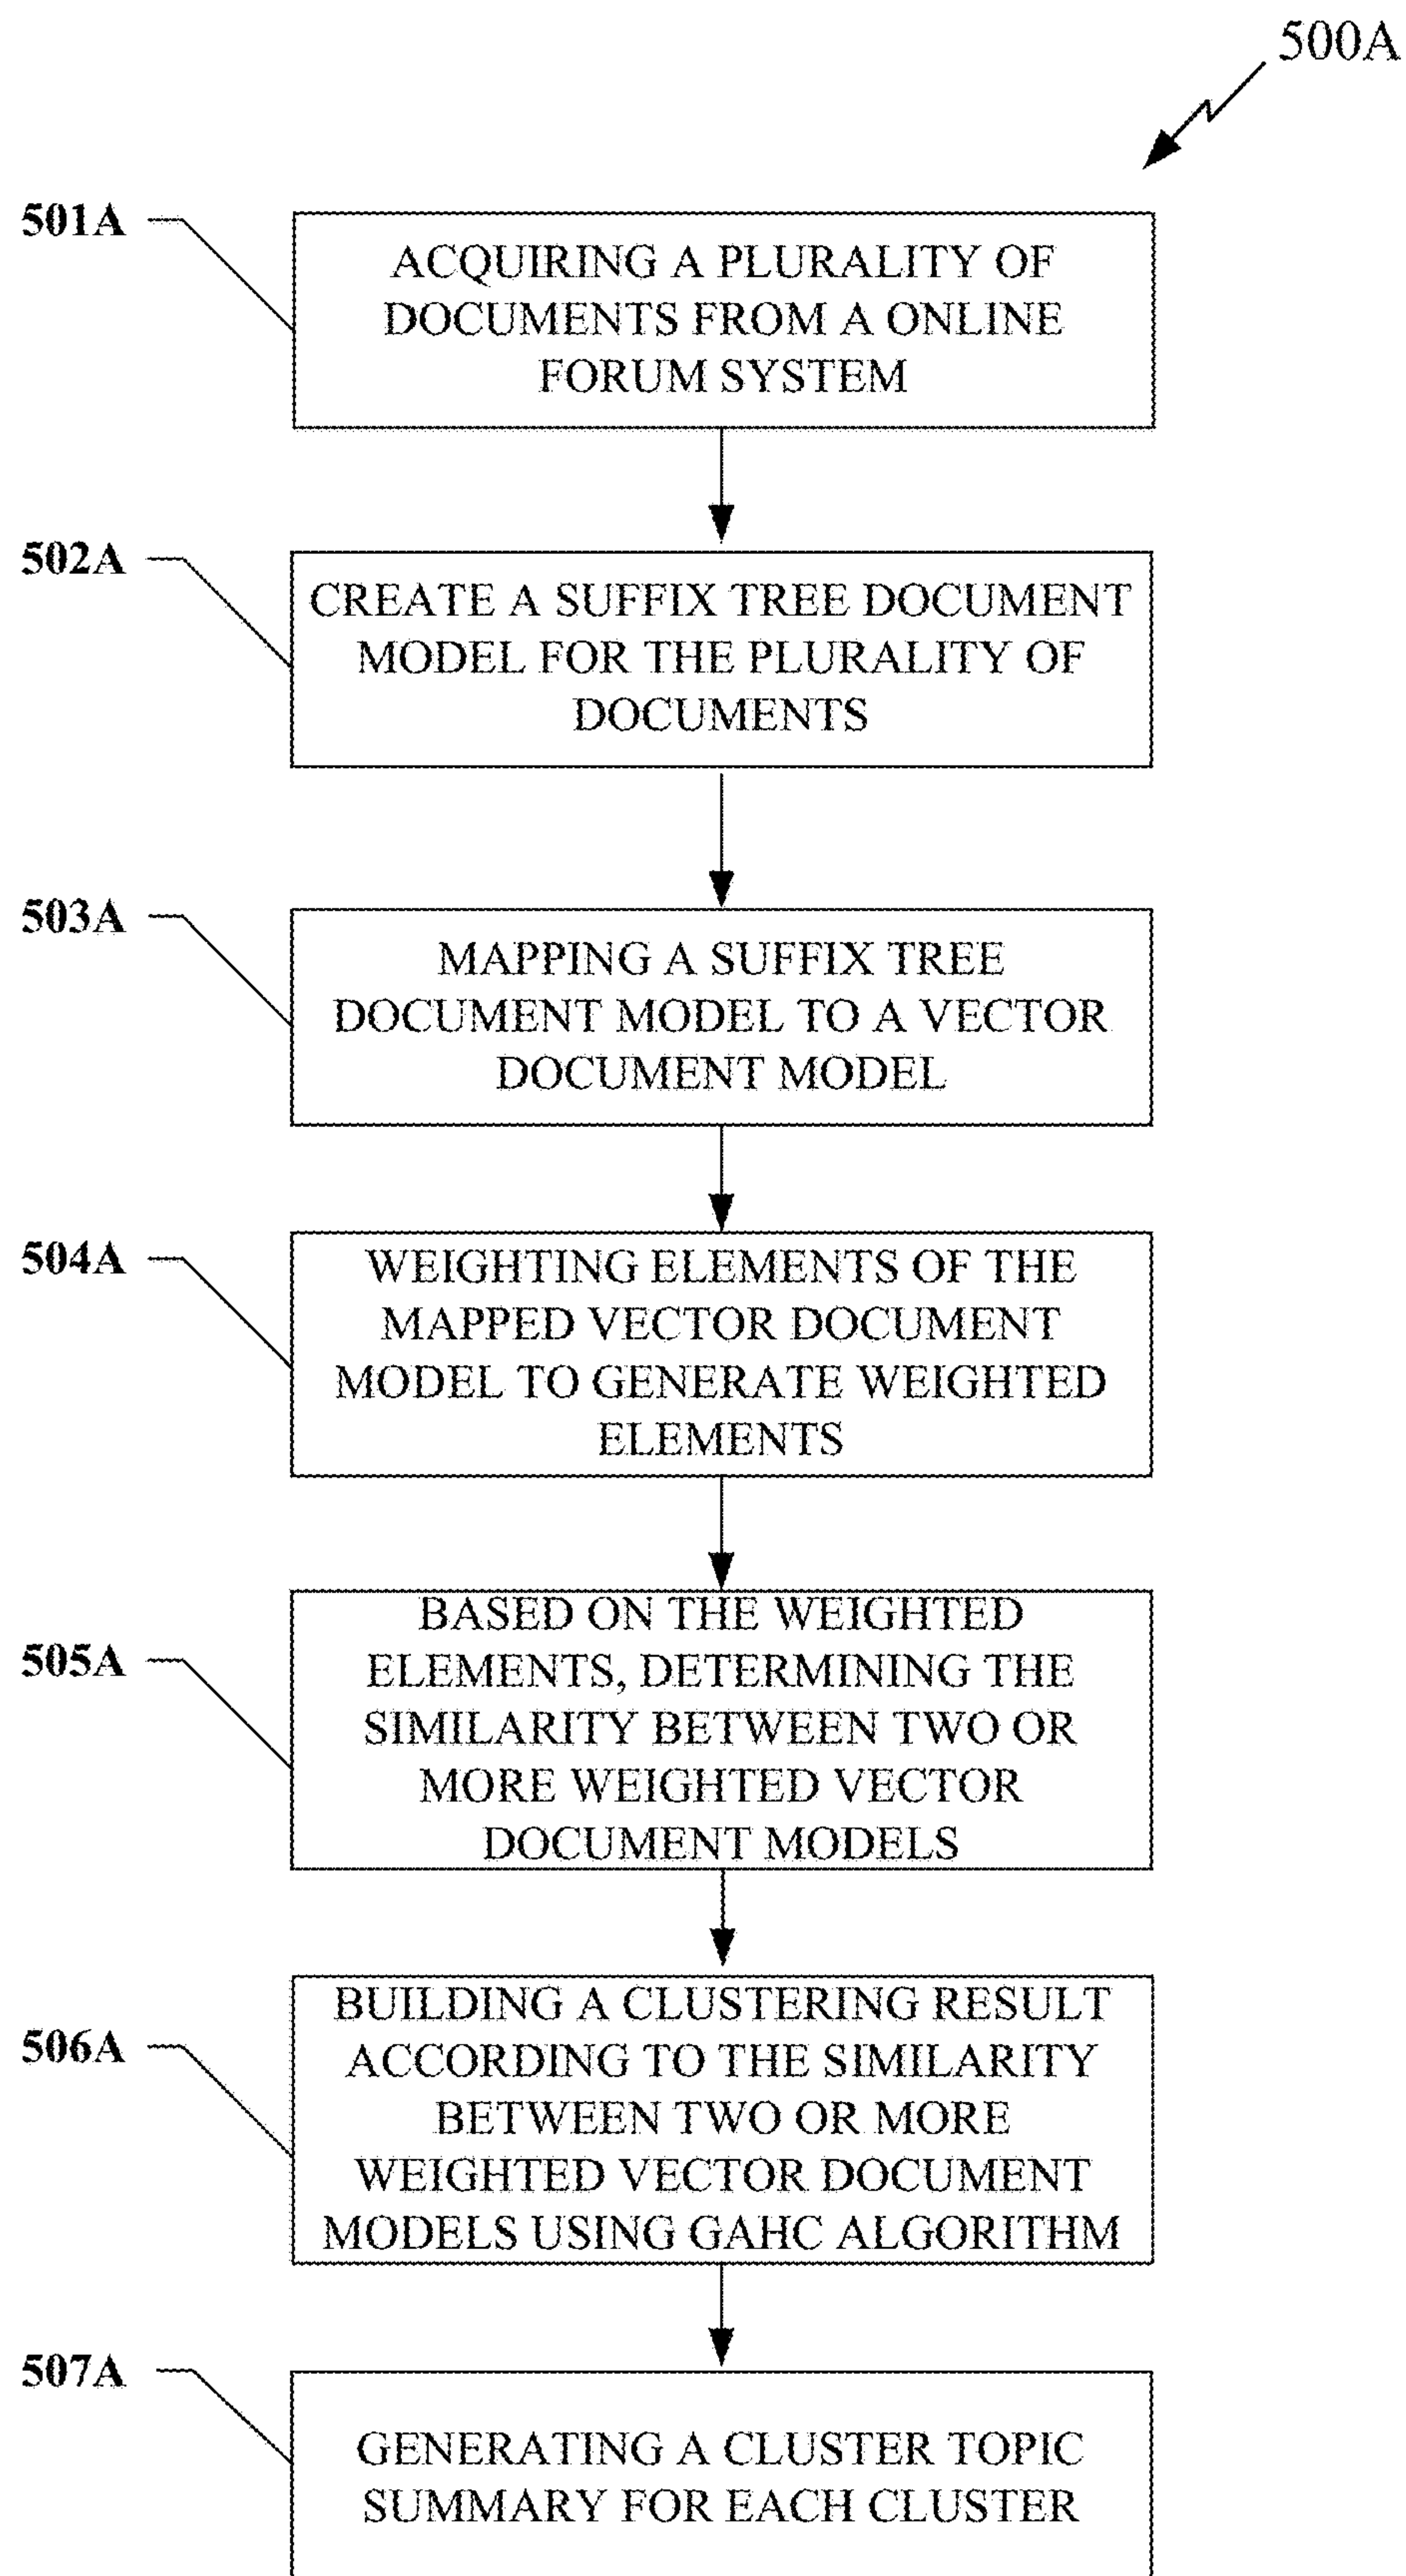 500A
501A
ACQUIRING A PLURALITY OF
DOCUMENTS FROM A ONLINE
FORUM SYSTEM
502A
CREATE A SUFFIX TREE DOCUMENT
MODEL FOR THE PLURALITY OF
DOCUMENTS
503A
MAPPING A SUFFIX TREE
DOCUMENT MODEL TO A VECTOR
DOCUMENT MODEL
504A
WEIGHTING ELEMENTS OF THE
MAPPED VECTOR DOCUMENT
MODEL TO GENERATE WEIGHTED
ELEMENTS
505A
BASED ON THE WEIGHTED
ELEMENTS, DETERMINING THE
SIMILARITY BETWEEN TWO OR
MORE WEIGHTED VECTOR
DOCUMENT MODELS
506A
BUILDING A CLUSTERING RESULT
ACCORDING TO THE SIMILARITY
BETWEEN TWO OR MORE
WEIGHTED VECTOR DOCUMENT
MODELS USING GAHC ALGORITHM
507A
GENERATING A CLUSTER TOPIC
SUMMARY FOR EACH CLUSTER